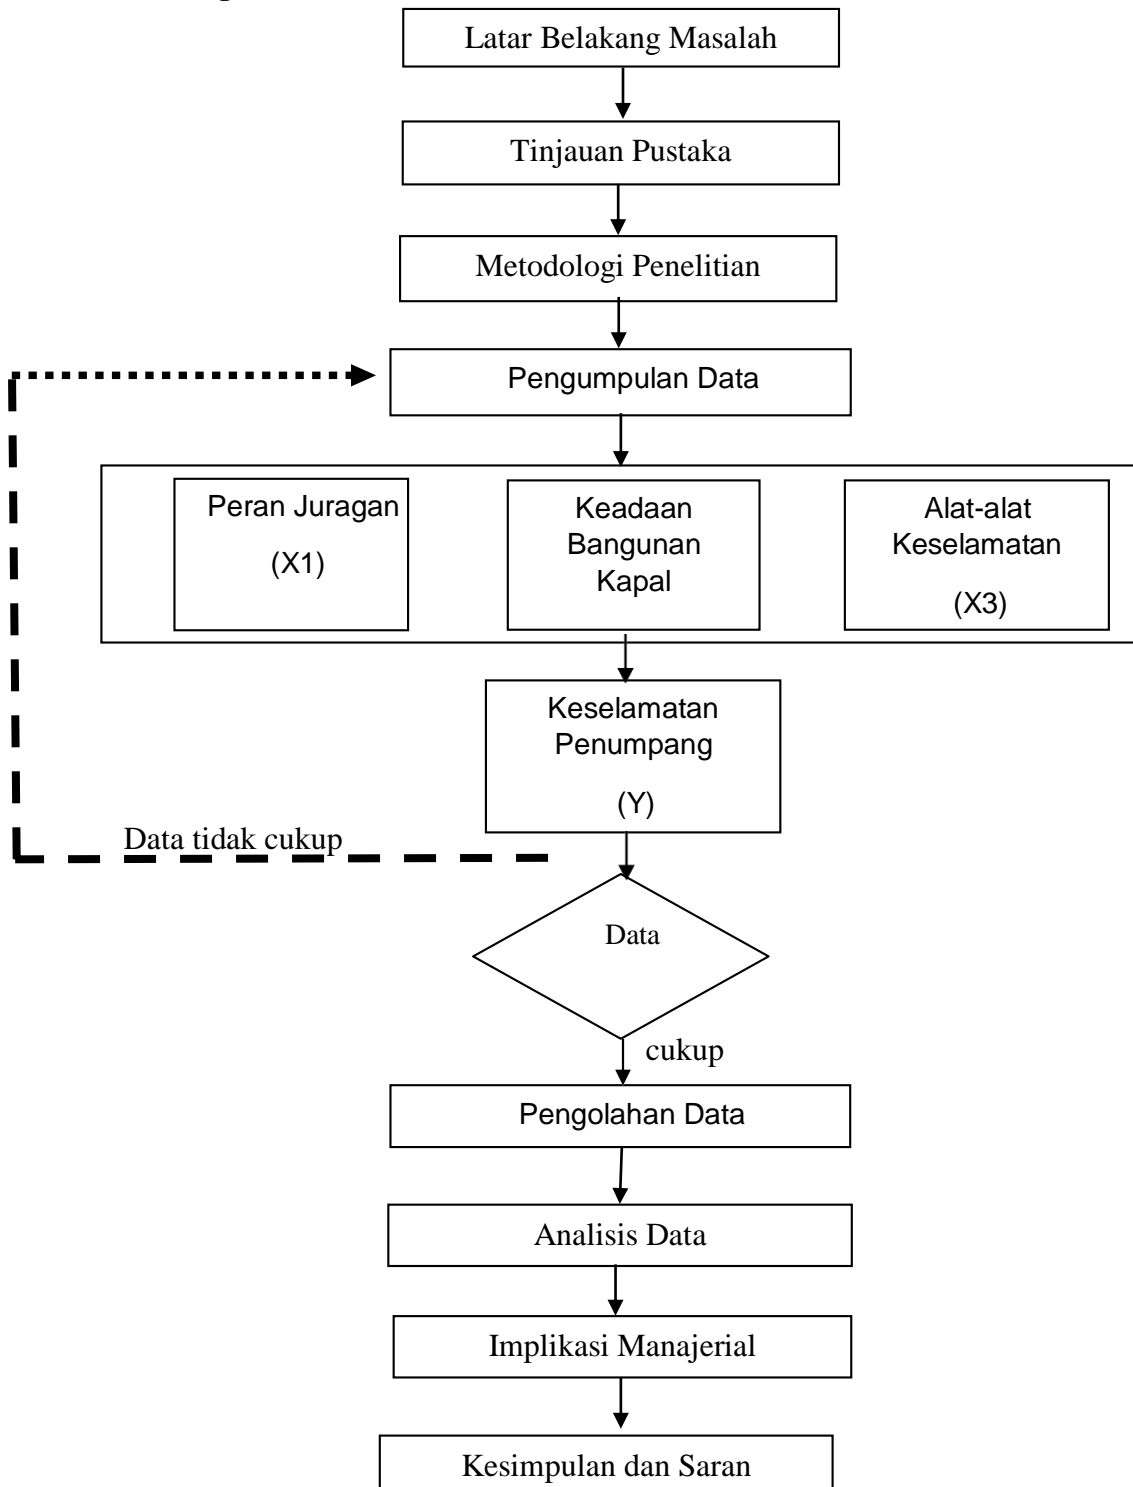 Latar Belakang Masalah
Tinjauan Pustaka
Metodologi Penelitian
Pengumpulan Data
Peran Juragan
(X1)
Keadaan
Bangunan
Kapal
Alat-alat
Keselamatan
(X3)
Keselamatan
Penumpang
(Y)
Data tidak cukup
Data
cukup
Pengolahan Data
Analisis Data
Implikasi Manajerial
Kesimpulan dan Saran